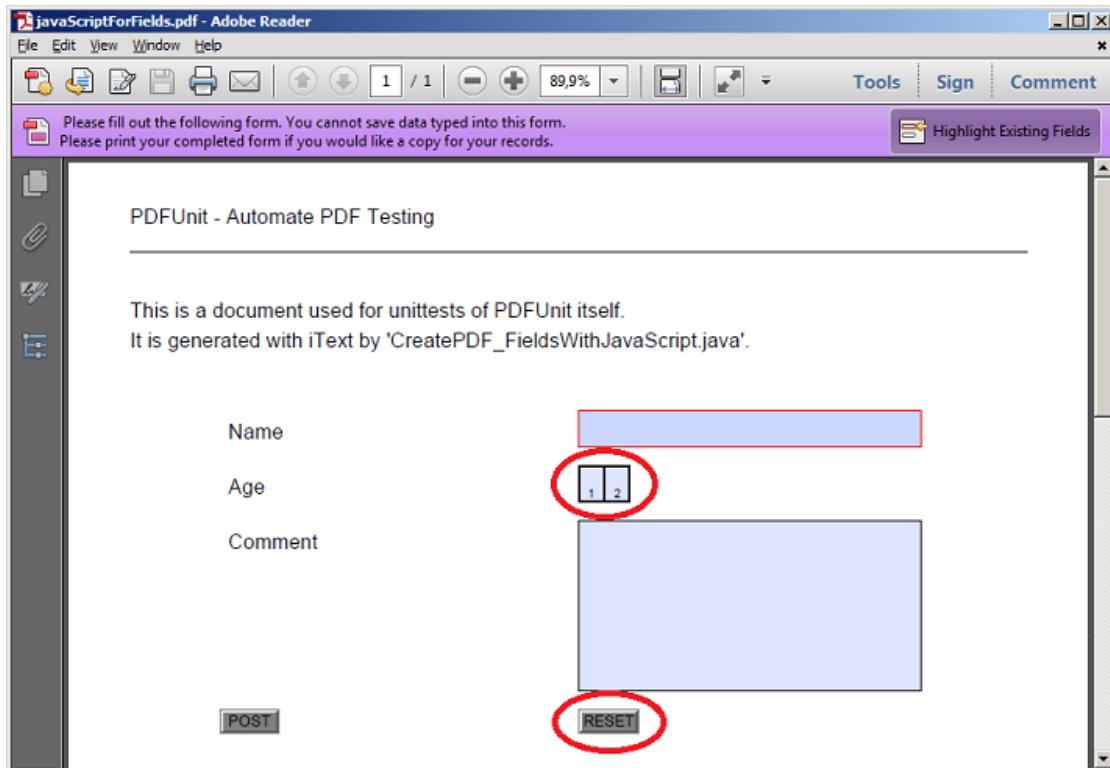 javaScriptForFields.pdf - Adobe Reader
File Edit View Window Help
1 / 1 89,9% Tools Sign Comment
Please fill out the following form. You cannot save data typed into this form.
Please print your completed form if you would like a copy for your records.
Highlight Existing Fields
PDFUnit - Automate PDF Testing
This is a document used for unittests of PDFUnit itself.
It is generated with iText by 'CreatePDF_FieldsWithJavaScript.java'.
Name
Age 1 2
Comment
POST RESET